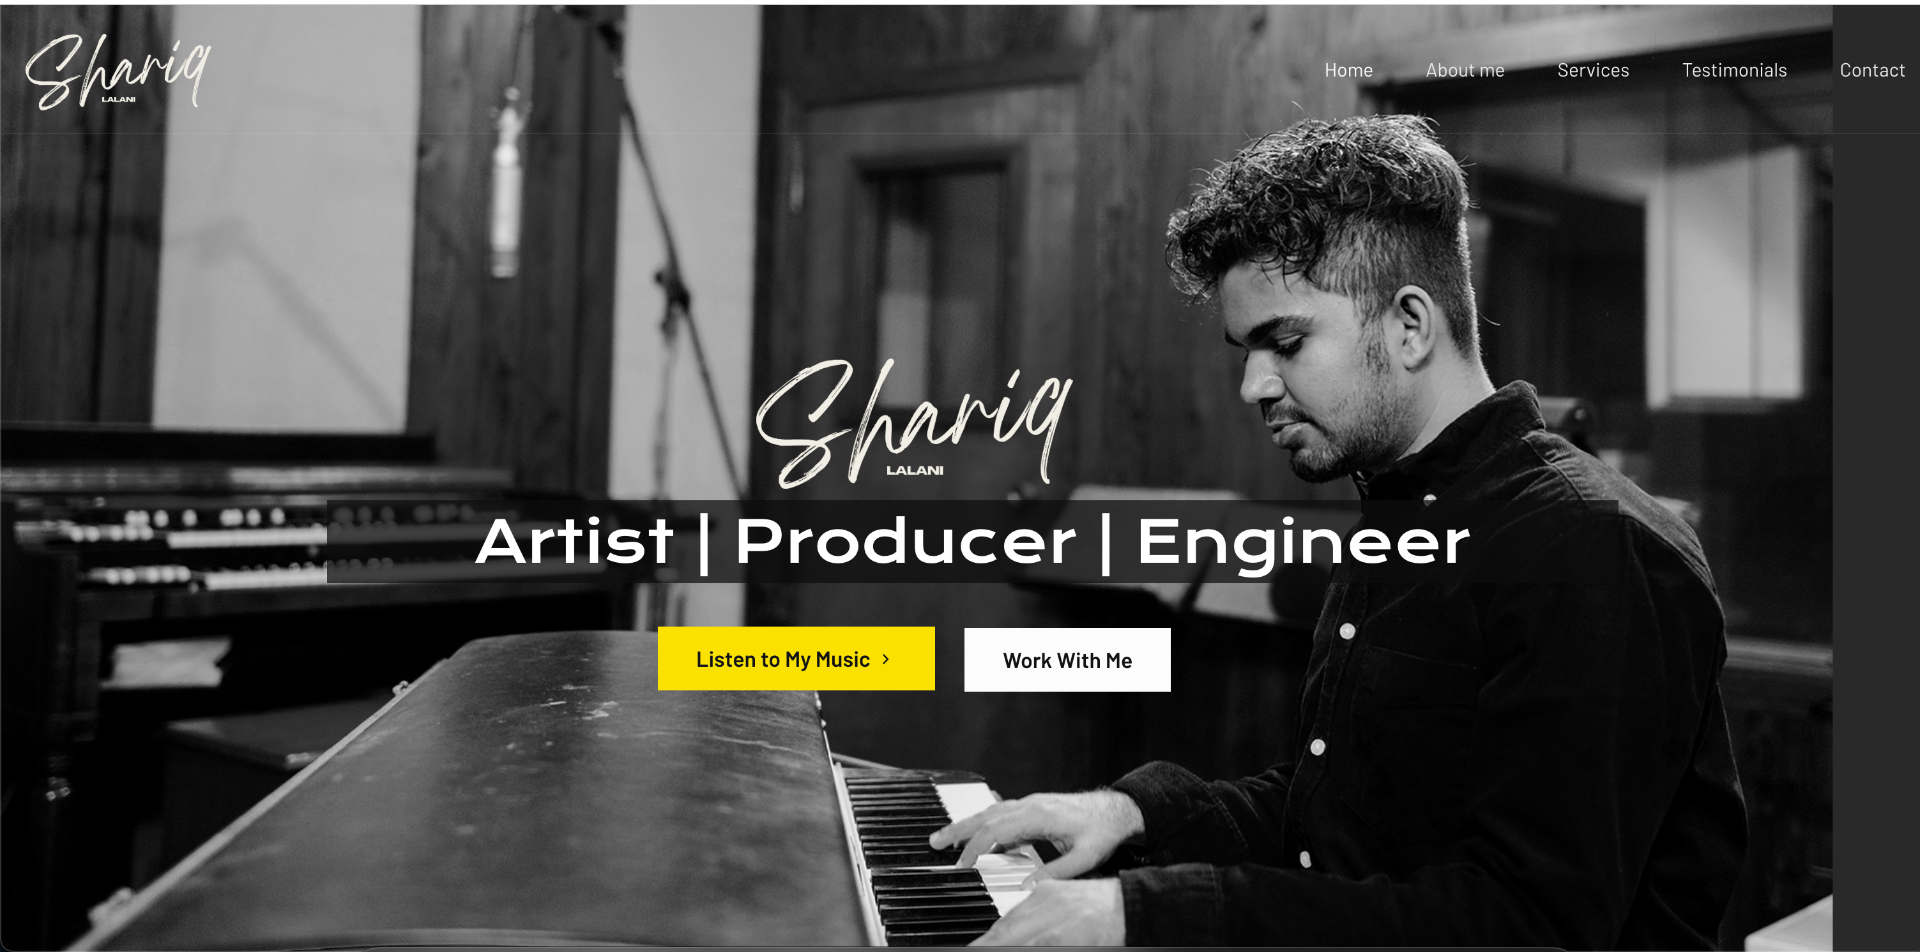 Shariq
LALANI
Home About me Services Testimonials Contact
Shariq
LALANI
Artist | Producer | Engineer
Listen to My Music >
Work With Me